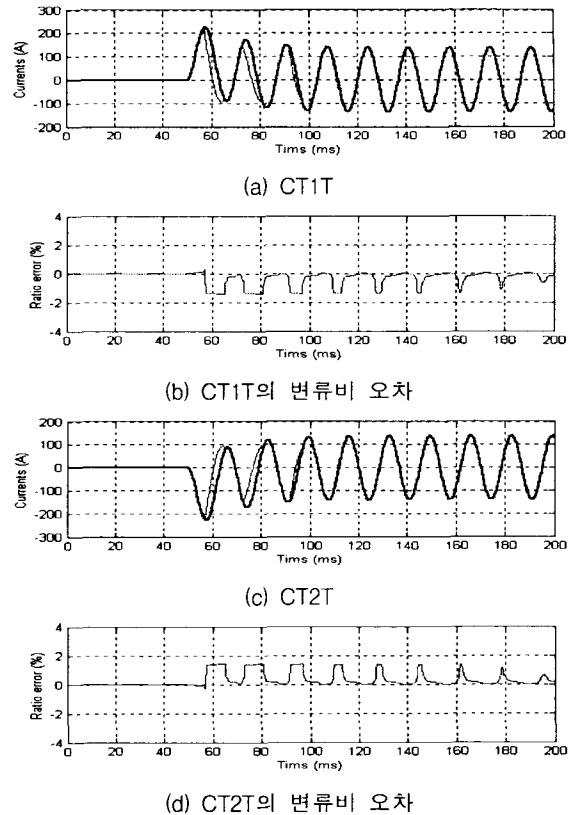 300
200
100
0
-100
-200
Currents (A)
0 20 40 60 80 100 120 140 160 180 200
Tims (ms)
(a) CT1T
4
2
0
-2
-4
Ratio error (%)
0 20 40 60 80 100 120 140 160 180 200
Tims (ms)
(b) CT1T의 변류비 오차
200
100
0
-100
-200
-300
Currents (A)
0 20 40 60 80 100 120 140 160 180 200
Tims (ms)
(c) CT2T
4
2
0
-2
-4
Ratio error (%)
0 20 40 60 80 100 120 140 160 180 200
Tims (ms)
(d) CT2T의 변류비 오차